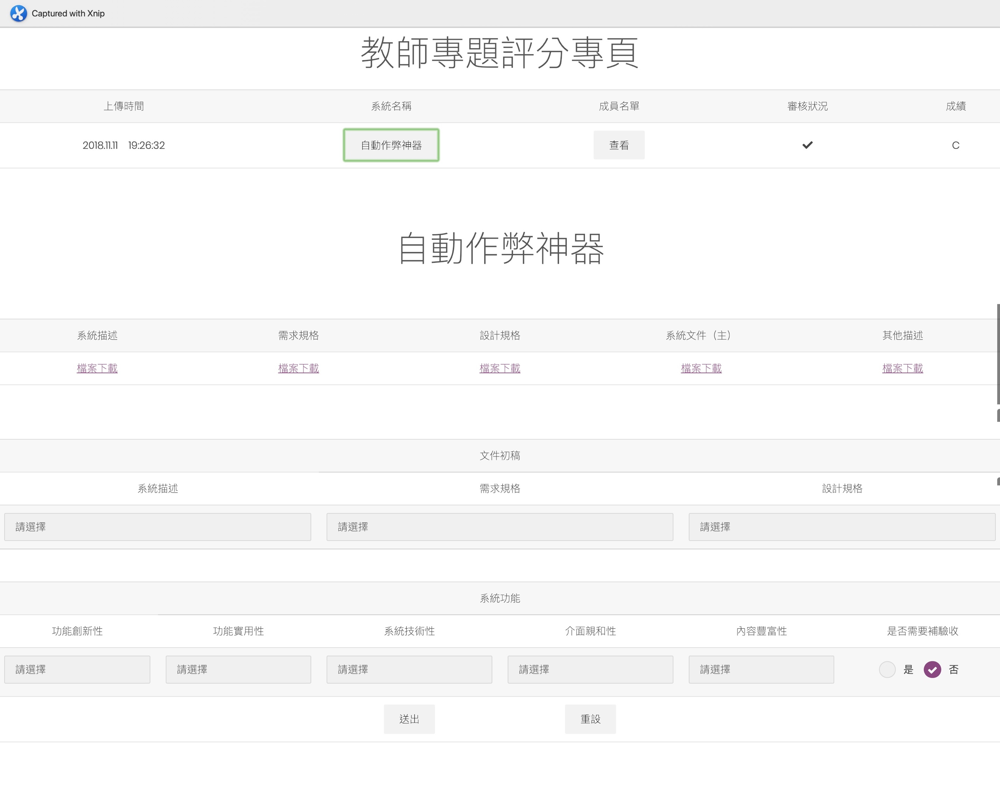 Captured with Xnip
教師專題評分專頁
上傳時間 系統名稱 成員名單 審核狀況 成績
2018.11.11 19:26:32 自動作弊神器 查看 C
自動作弊神器
系統描述 需求規格 設計規格 系統文件（主） 其他描述
檔案下載 檔案下載 檔案下載 檔案下載 檔案下載
文件初稿
系統描述 需求規格 設計規格
請選擇 請選擇 請選擇
系統功能
功能創新性 功能實用性 系統技術性 介面親和性 內容豐富性 是否需要補驗收
請選擇 請選擇 請選擇 請選擇 請選擇 是 否
送出 重設